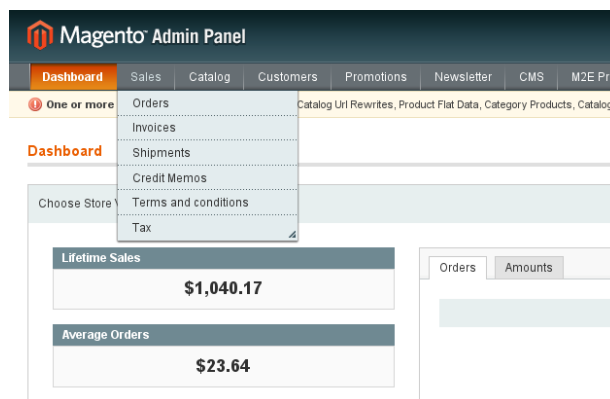 Magento Admin Panel
Dashboard Sales Catalog Customers Promotions Newsletter CMS M2E Pr
One or more Catalog Url Rewrites, Product Flat Data, Category Products, Catalog
Orders
Invoices
Shipments
Credit Memos
Terms and conditions
Tax
Dashboard
Choose Store
Lifetime Sales
$1,040.17
Average Orders
$23.64
Orders Amounts